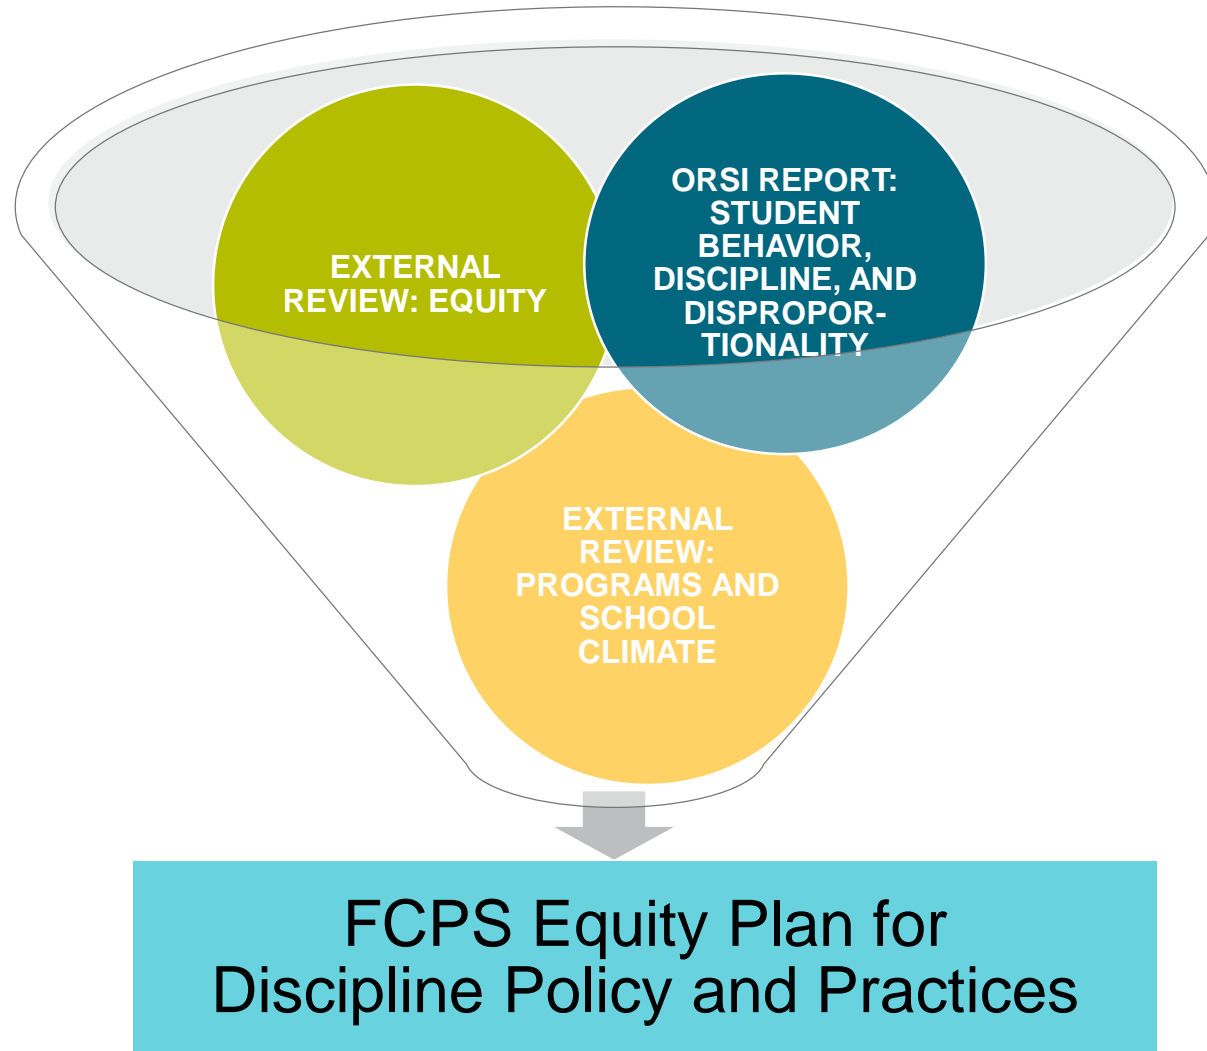 EXTERNAL
REVIEW: EQUITY
ORSI REPORT:
STUDENT
BEHAVIOR,
DISCIPLINE, AND
DISPROPOR-
TIONALITY
EXTERNAL
REVIEW:
PROGRAMS AND
SCHOOL
CLIMATE
FCPS Equity Plan for
Discipline Policy and Practices